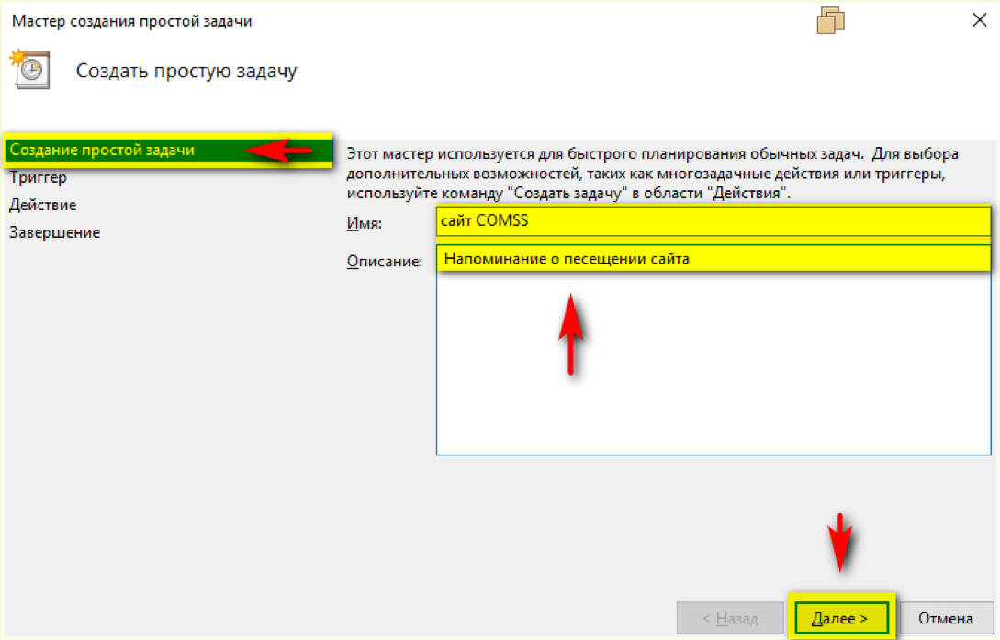 Мастер создания простой задачи
Создать простую задачу
Создание простой задачи
Триггер
Действие
Завершение
Этот мастер используется для быстрого планирования обычных задач. Для выбора
дополнительных возможностей, таких как многозадачные действия или триггеры,
используйте команду "Создать задачу" в области "Действия".
Имя:
сайт COMSS
Описание:
Напоминание о песещении сайта
< Назад
Далее >
Отмена